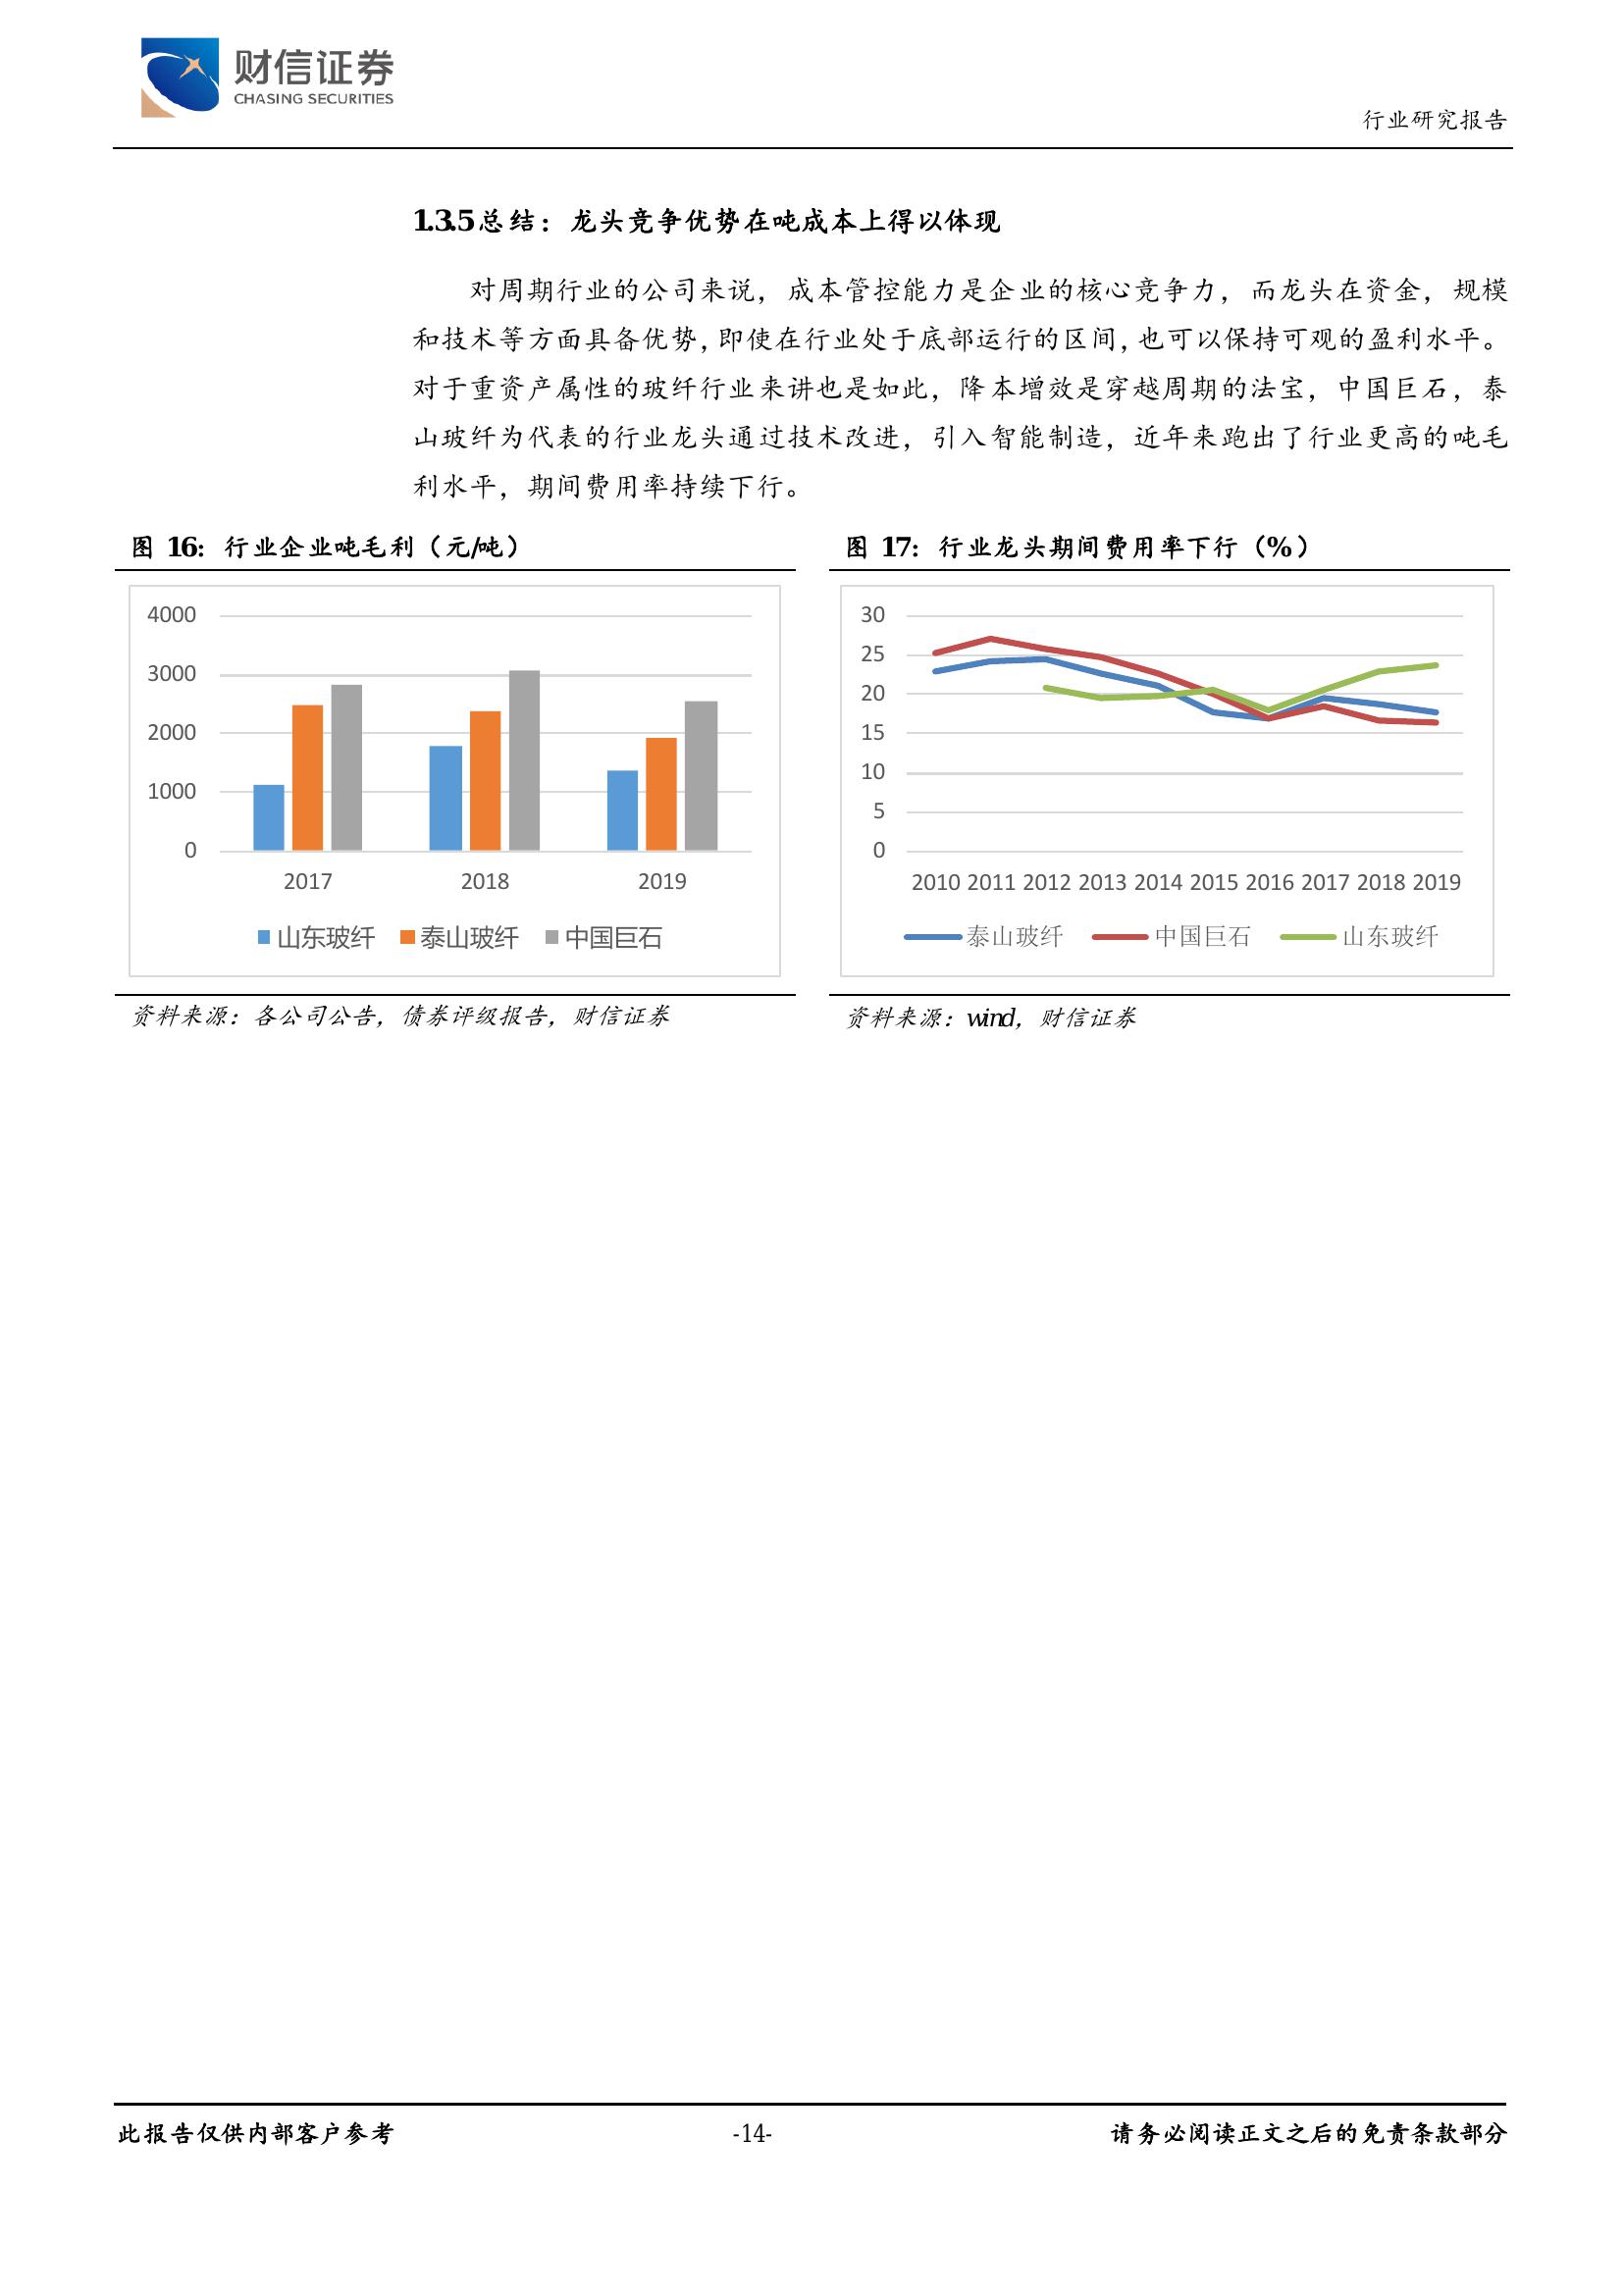 财信证券
CHASING SECURITIES
行业研究报告
1.3.5总结：龙头竞争优势在吨成本上得以体现
对周期行业的公司来说，成本管控能力是企业的核心竞争力，而龙头在资金，规模
和技术等方面具备优势，即使在行业处于底部运行的区间，也可以保持可观的盈利水平。
对于重资产属性的玻纤行业来讲也是如此，降本增效是穿越周期的法宝，中国巨石，泰
山玻纤为代表的行业龙头通过技术改进，引入智能制造，近年来跑出了行业更高的吨毛
利水平，期间费用率持续下行。
图 16：行业企业吨毛利（元/吨）
4000
3000
2000
1000
0
2017 2018 2019
山东玻纤 泰山玻纤 中国巨石
资料来源：各公司公告，债券评级报告，财信证券
图 17：行业龙头期间费用率下行（%）
30
25
20
15
10
5
0
2010 2011 2012 2013 2014 2015 2016 2017 2018 2019
泰山玻纤 中国巨石 山东玻纤
资料来源：wind，财信证券
此报告仅供内部客户参考 -14- 请务必阅读正文之后的免责条款部分